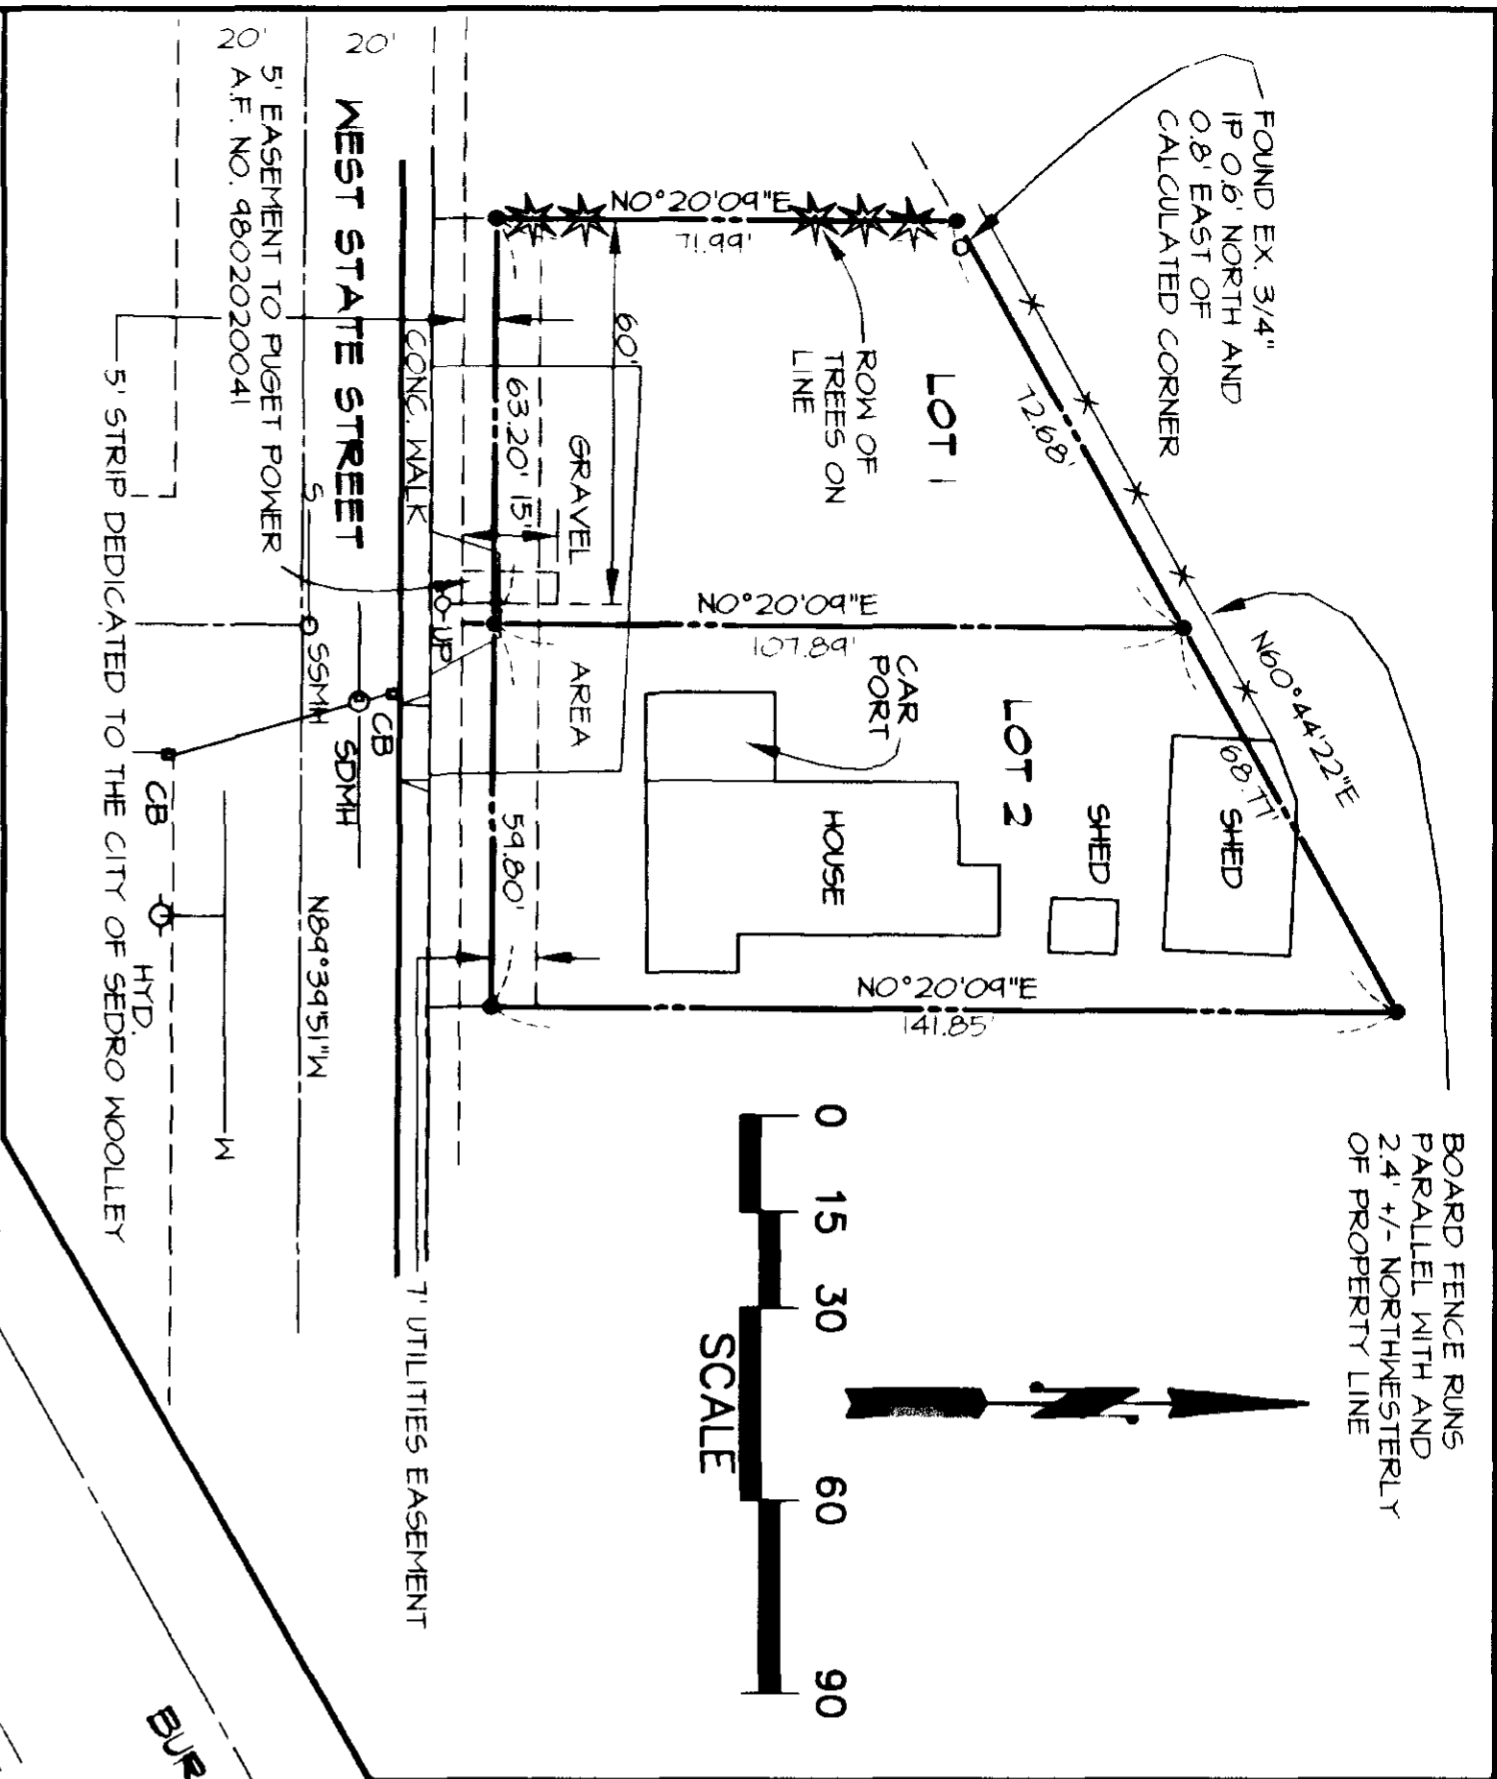 FOUND EX. 3/4"
IP 0.6' NORTH AND
0.8' EAST OF
CALCULATED CORNER
BOARD FENCE RUNS
PARALLEL WITH AND
2.4' +/- NORTHWESTERLY
OF PROPERTY LINE
N60°44'22"E
72.68'
68.77'
N0°20'09"E
71.99'
ROW OF
TREES ON
LINE
LOT 1
N0°20'09"E
107.89'
LOT 2
SHED
SHED
CAR
PORT
HOUSE
N0°20'09"E
141.85'
60'
GRAVEL
AREA
63.20'
15'
59.80'
CONC. WALK
UP
WEST STATE STREET
20'
20'
5' EASEMENT TO PUGET POWER
A.F. NO. 9802020041
S
SSMH
SDMH
CB
CB
HYD.
W
N89°39'51"W
5' STRIP DEDICATED TO THE CITY OF SEDRO WOOLLEY
7' UTILITIES EASEMENT
0 15 30 60 90
SCALE
BUR